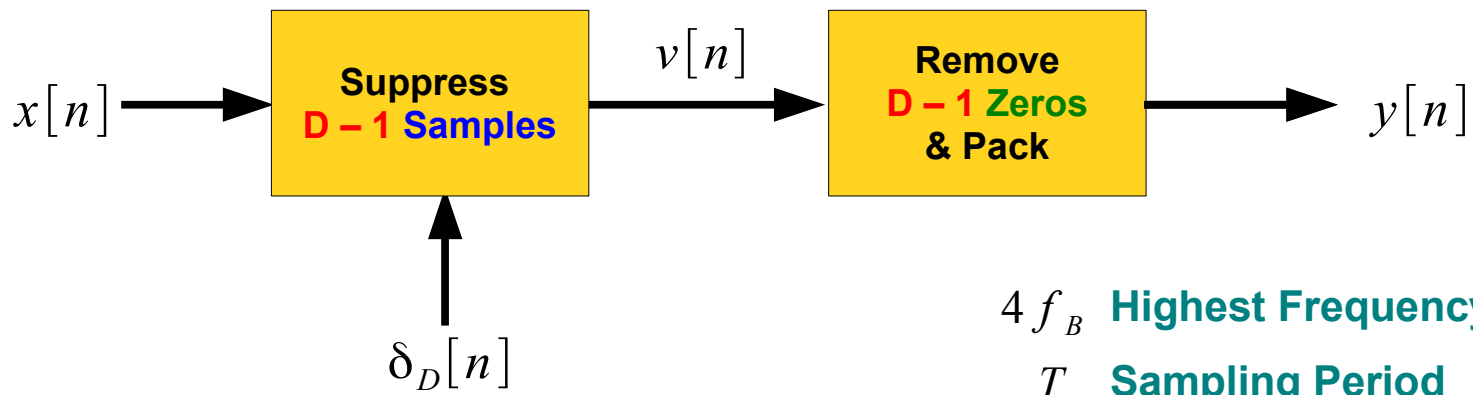 x[n]
Suppress
D – 1 Samples
v[n]
Remove
D – 1 Zeros
& Pack
y[n]
δ_D[n]
4 f_B Highest Frequency
T Sampling Period